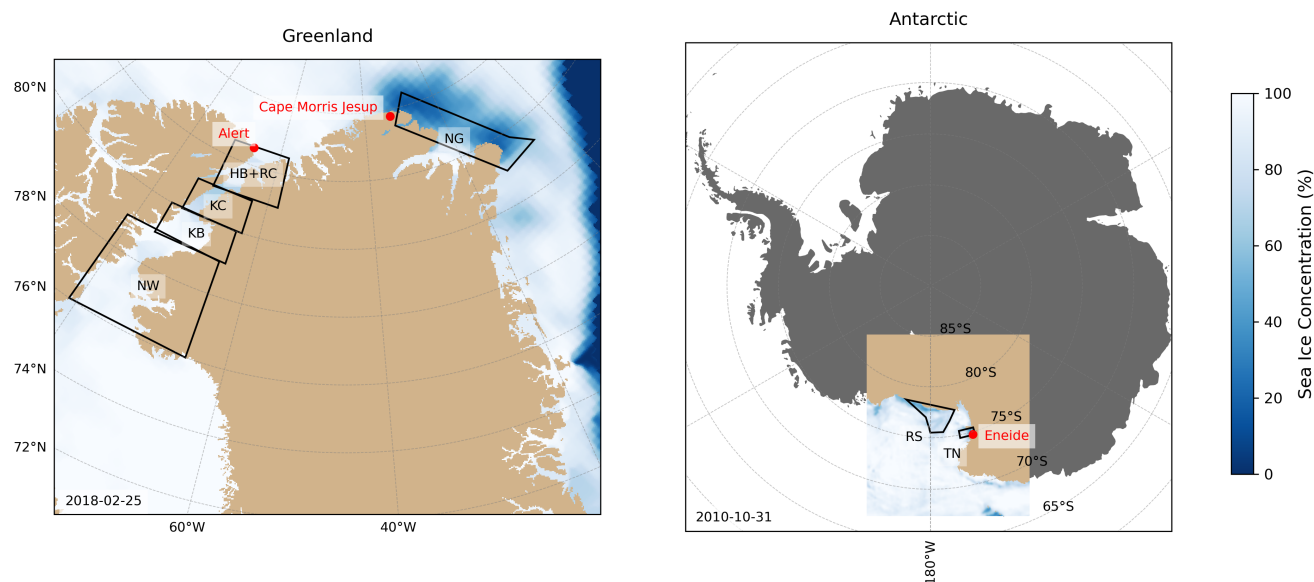 Greenland
80°N
78°N
76°N
74°N
72°N
60°W
40°W
Cape Morris Jesup
Alert
NG
HB+RC
KC
KB
NW
2018-02-25
Antarctic
85°S
80°S
75°S
70°S
65°S
180°W
RS
TN
Eneide
2010-10-31
100
80
60
40
20
0
Sea Ice Concentration (%)